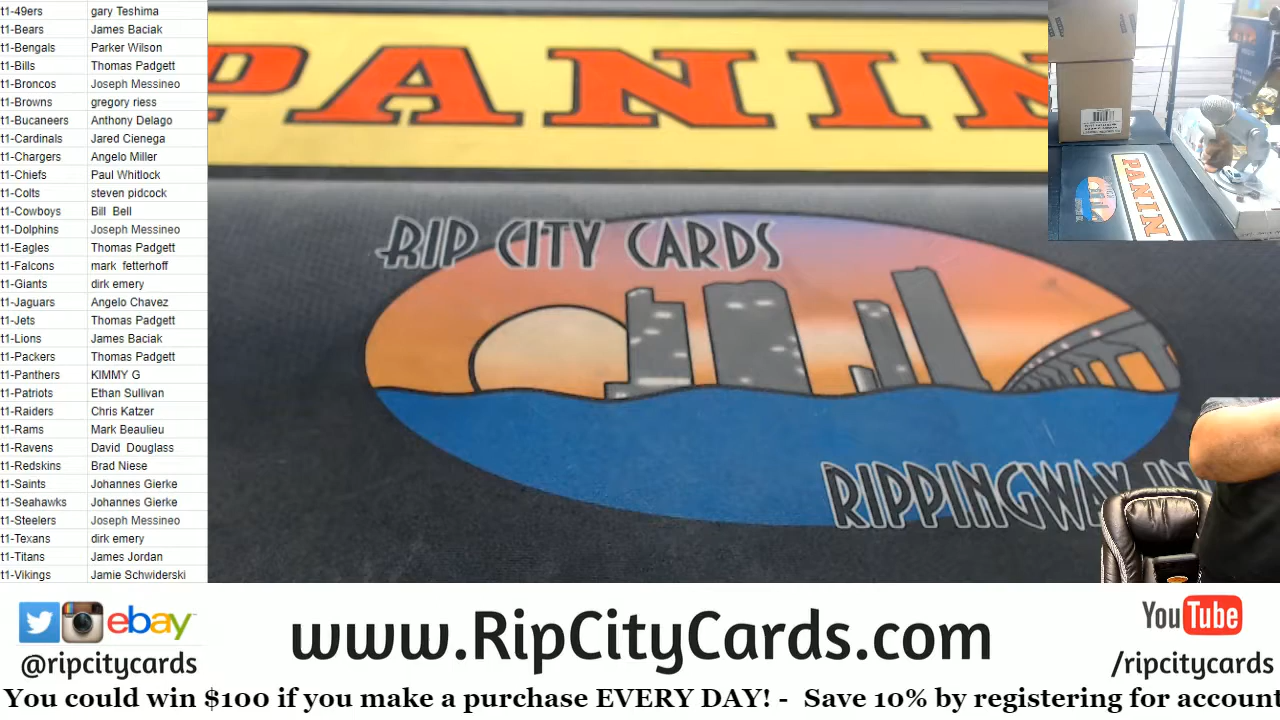 t1-49ers gary Teshima
t1-Bears James Baciak
t1-Bengals Parker Wilson
t1-Bills Thomas Padgett
t1-Broncos Joseph Messineo
t1-Browns gregory riess
t1-Bucaneers Anthony Delago
t1-Cardinals Jared Cienega
t1-Chargers Angelo Miller
t1-Chiefs Paul Whitlock
t1-Colts steven pidcock
t1-Cowboys Bill Bell
t1-Dolphins Joseph Messineo
t1-Eagles Thomas Padgett
t1-Falcons mark fetterhoff
t1-Giants dirk emery
t1-Jaguars Angelo Chavez
t1-Jets Thomas Padgett
t1-Lions James Baciak
t1-Packers Thomas Padgett
t1-Panthers KIMMY G
t1-Patriots Ethan Sullivan
t1-Raiders Chris Katzer
t1-Rams Mark Beaulieu
t1-Ravens David Douglass
t1-Redskins Brad Niese
t1-Saints Johannes Gierke
t1-Seahawks Johannes Gierke
t1-Steelers Joseph Messineo
t1-Texans dirk emery
t1-Titans James Jordan
t1-Vikings Jamie Schwiderski
PANIN
RIP CITY CARDS
RIPPINGWAY IN
PANIN
ebay
@ripcitycards
www.RipCityCards.com
YouTube
/ripcitycards
You could win $100 if you make a purchase EVERY DAY! - Save 10% by registering for account